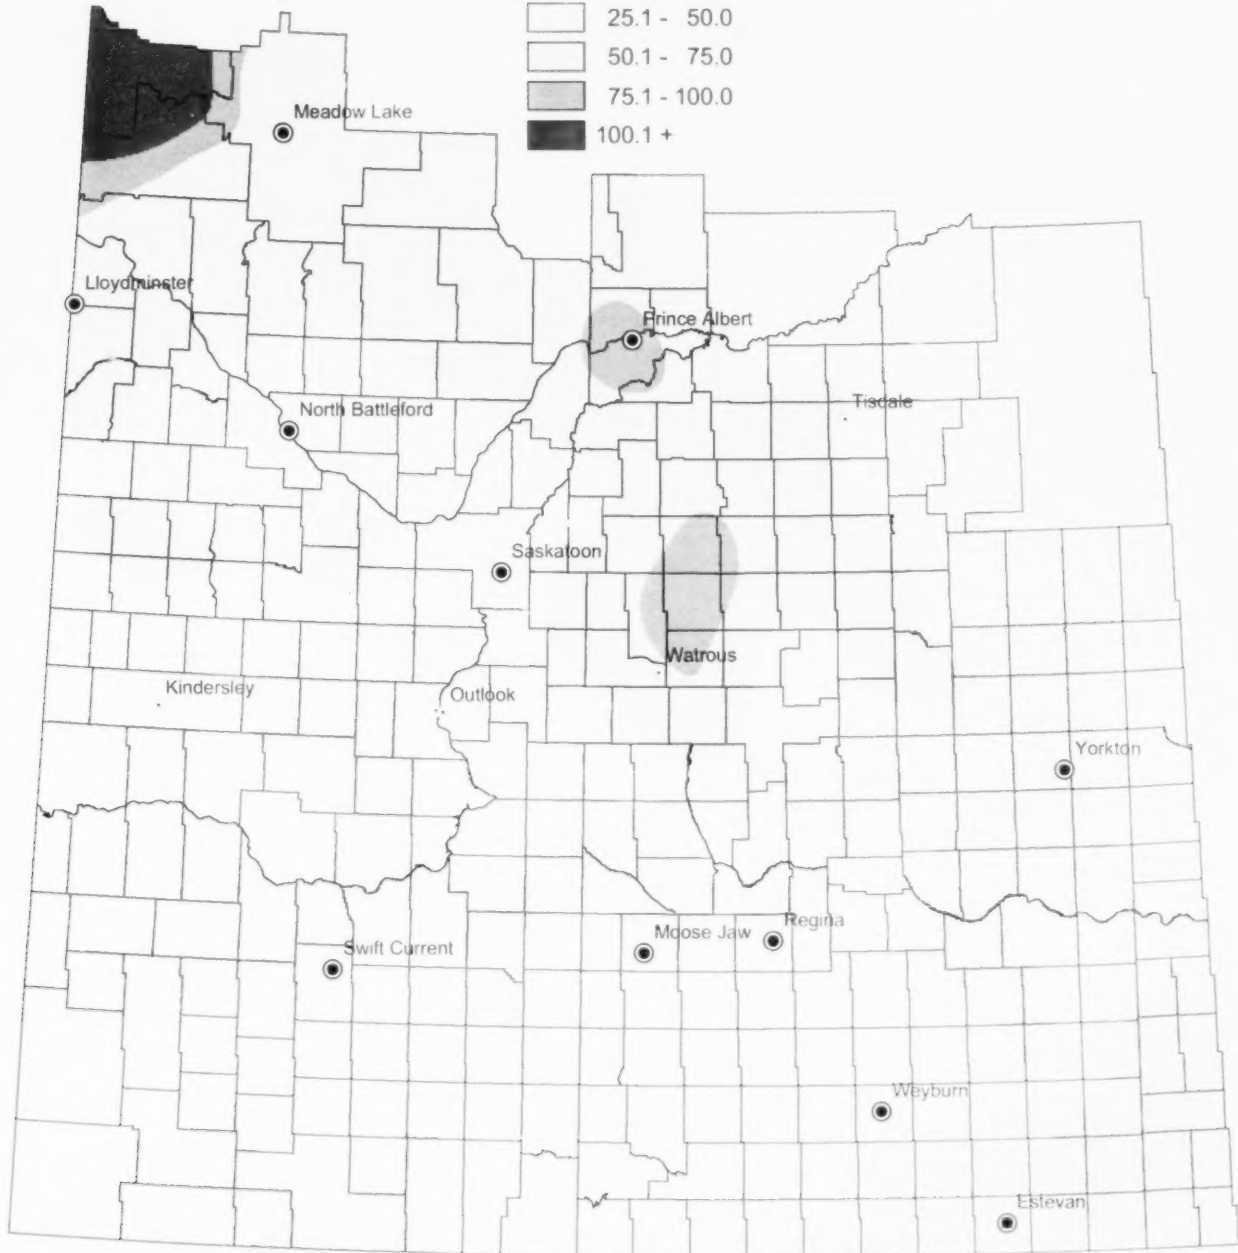 25.1 - 50.0
50.1 - 75.0
75.1 - 100.0
100.1 +
Meadow Lake
Lloydminster
Prince Albert
North Battleford
Tisdale
Saskatoon
Watrous
Kindersley
Outlook
Yorkton
Swift Current
Moose Jaw
Regina
Weyburn
Estevan